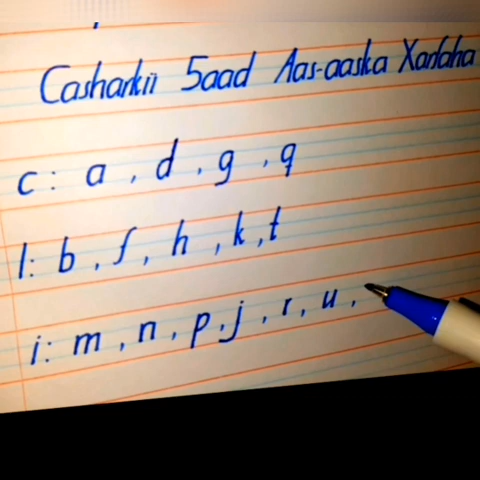 Casharkii 5aad Aas-aaska Xarfaha
c: a, d, g, q
l: b, f, h, k, t
i: m, n, p, j, r, u,